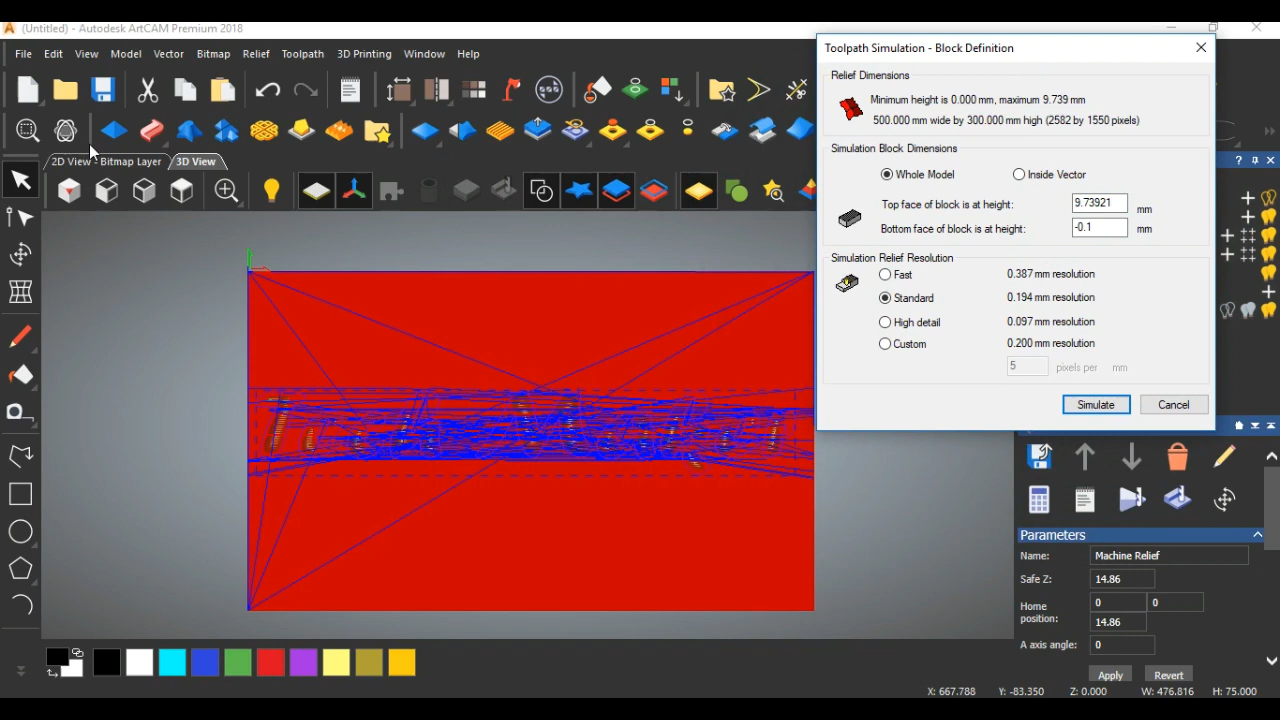 (Untitled) - Autodesk ArtCAM Premium 2018
File Edit View Model Vector Bitmap Relief Toolpath 3D Printing Window Help
2D View - Bitmap Layer 3D View
Toolpath Simulation - Block Definition
Relief Dimensions
Minimum height is 0.000 mm, maximum 9.739 mm
500.000 mm wide by 300.000 mm high (2582 by 1550 pixels)
Simulation Block Dimensions
Whole Model Inside Vector
Top face of block is at height: 9.73921 mm
Bottom face of block is at height: -0.1 mm
Simulation Relief Resolution
Fast 0.387 mm resolution
Standard 0.194 mm resolution
High detail 0.097 mm resolution
Custom 0.200 mm resolution
5 pixels per mm
Simulate Cancel
Parameters
Name: Machine Relief
Safe Z: 14.86
Home position: 0 0
14.86
A axis angle: 0
Apply Revert
X: 667.788 Y: -83.350 Z: 0.000 W: 476.816 H: 75.000